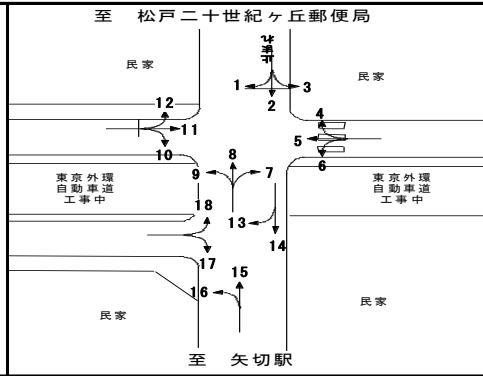 至 松戸二十世紀ヶ丘郵便局
民家
民家
止まれ
1
2
3
12
11
10
4
5
6
東京外環
自動車道
工事中
東京外環
自動車道
工事中
8
9
7
18
13
14
17
15
16
民家
民家
至 矢切駅